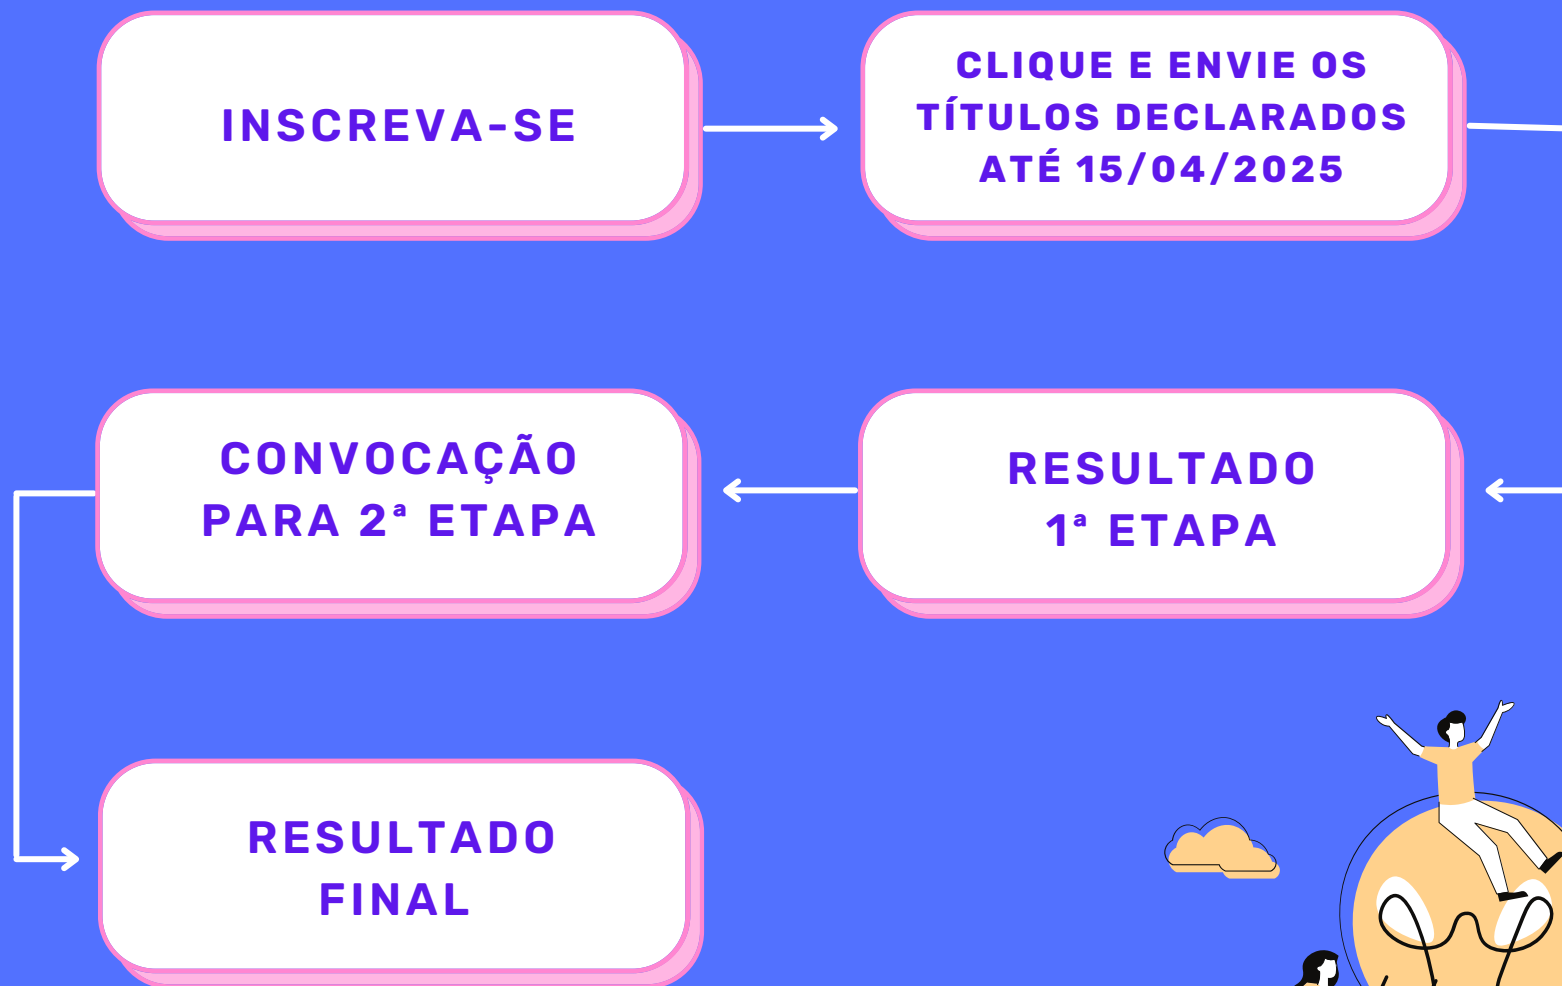 INSCREVA-SE
CLIQUE E ENVIE OS
TÍTULOS DECLARADOS
ATÉ 15/04/2025
RESULTADO
1ª ETAPA
CONVOCAÇÃO
PARA 2ª ETAPA
RESULTADO
FINAL